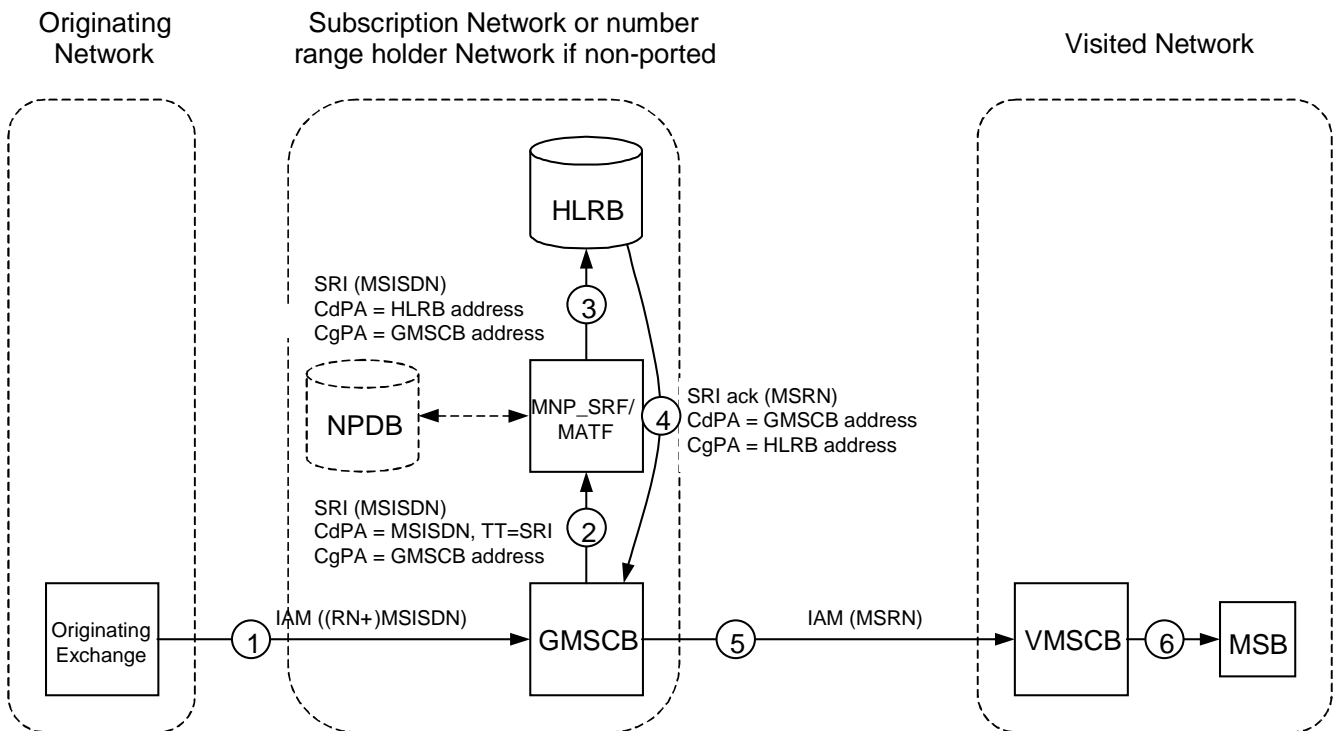 Originating
Network
Subscription Network or number
range holder Network if non-ported
Visited Network
HLRB
SRI (MSISDN)
CdPA = HLRB address
CgPA = GMSCB address
3
NPDB
MNP_SRF/
MATF
4
SRI ack (MSRN)
CdPA = GMSCB address
CgPA = HLRB address
SRI (MSISDN)
CdPA = MSISDN, TT=SRI
CgPA = GMSCB address
2
Originating
Exchange
1
IAM ((RN+)MSISDN)
GMSCB
5
IAM (MSRN)
VMSCB
6
MSB